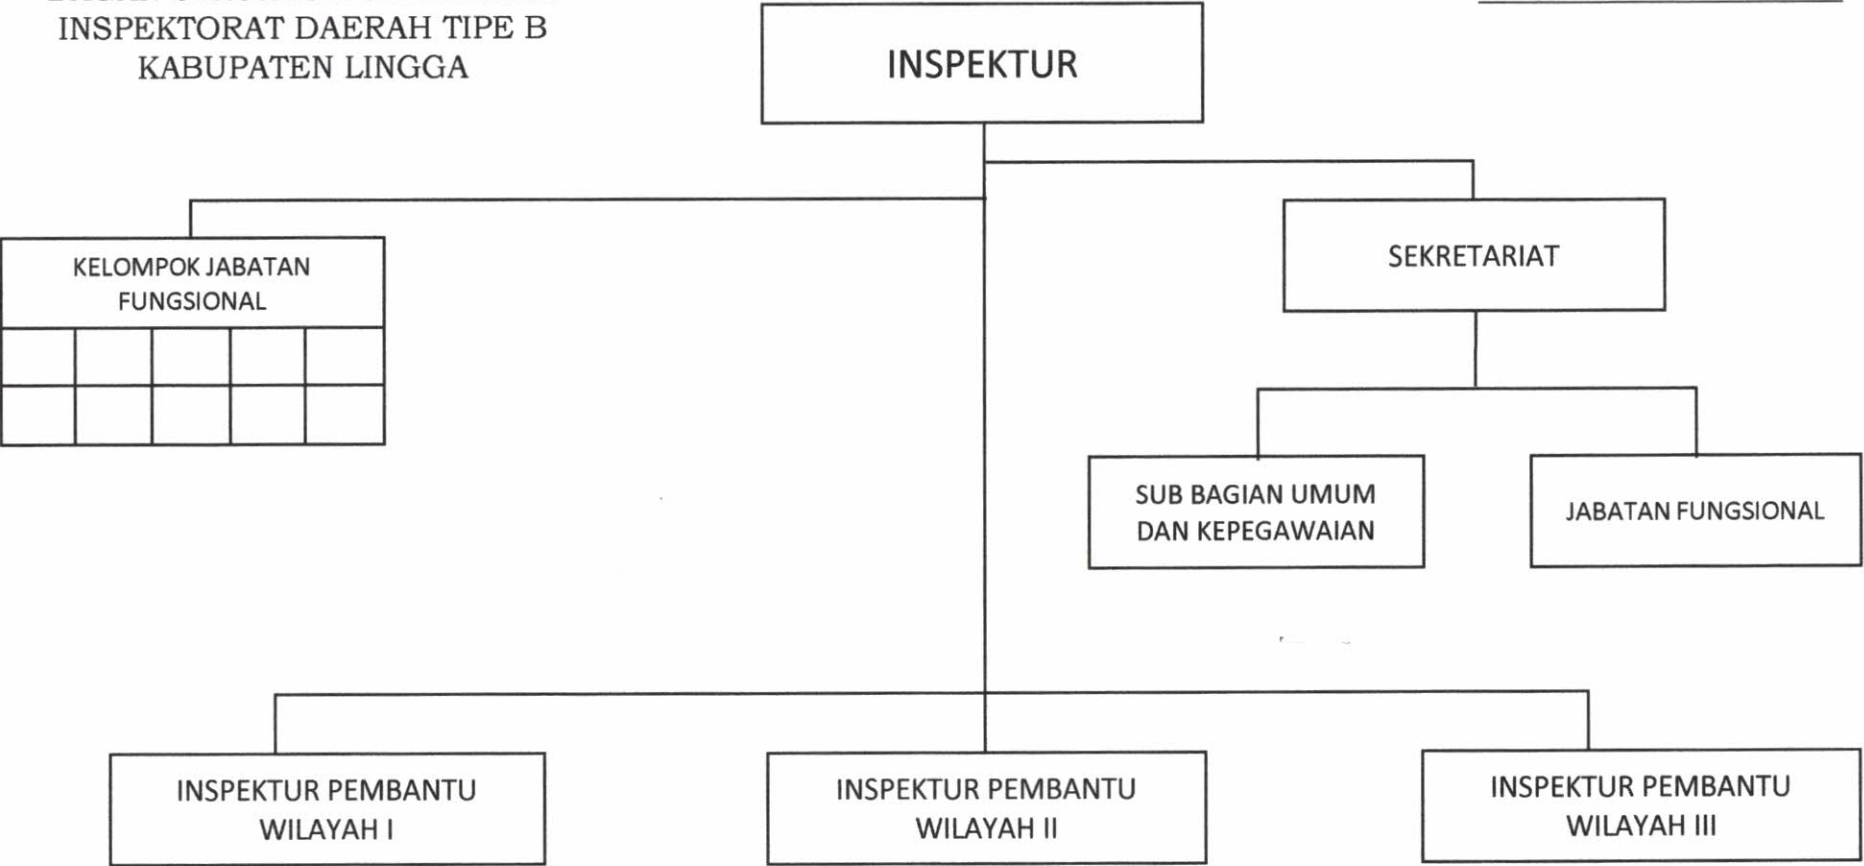 INSPEKTORAT DAERAH TIPE B
KABUPATEN LINGGA
INSPEKTUR
KELOMPOK JABATAN
FUNGSIONAL
SEKRETARIAT
SUB BAGIAN UMUM
DAN KEPEGAWAIAN
JABATAN FUNGSIONAL
INSPEKTUR PEMBANTU
WILAYAH I
INSPEKTUR PEMBANTU
WILAYAH II
INSPEKTUR PEMBANTU
WILAYAH III